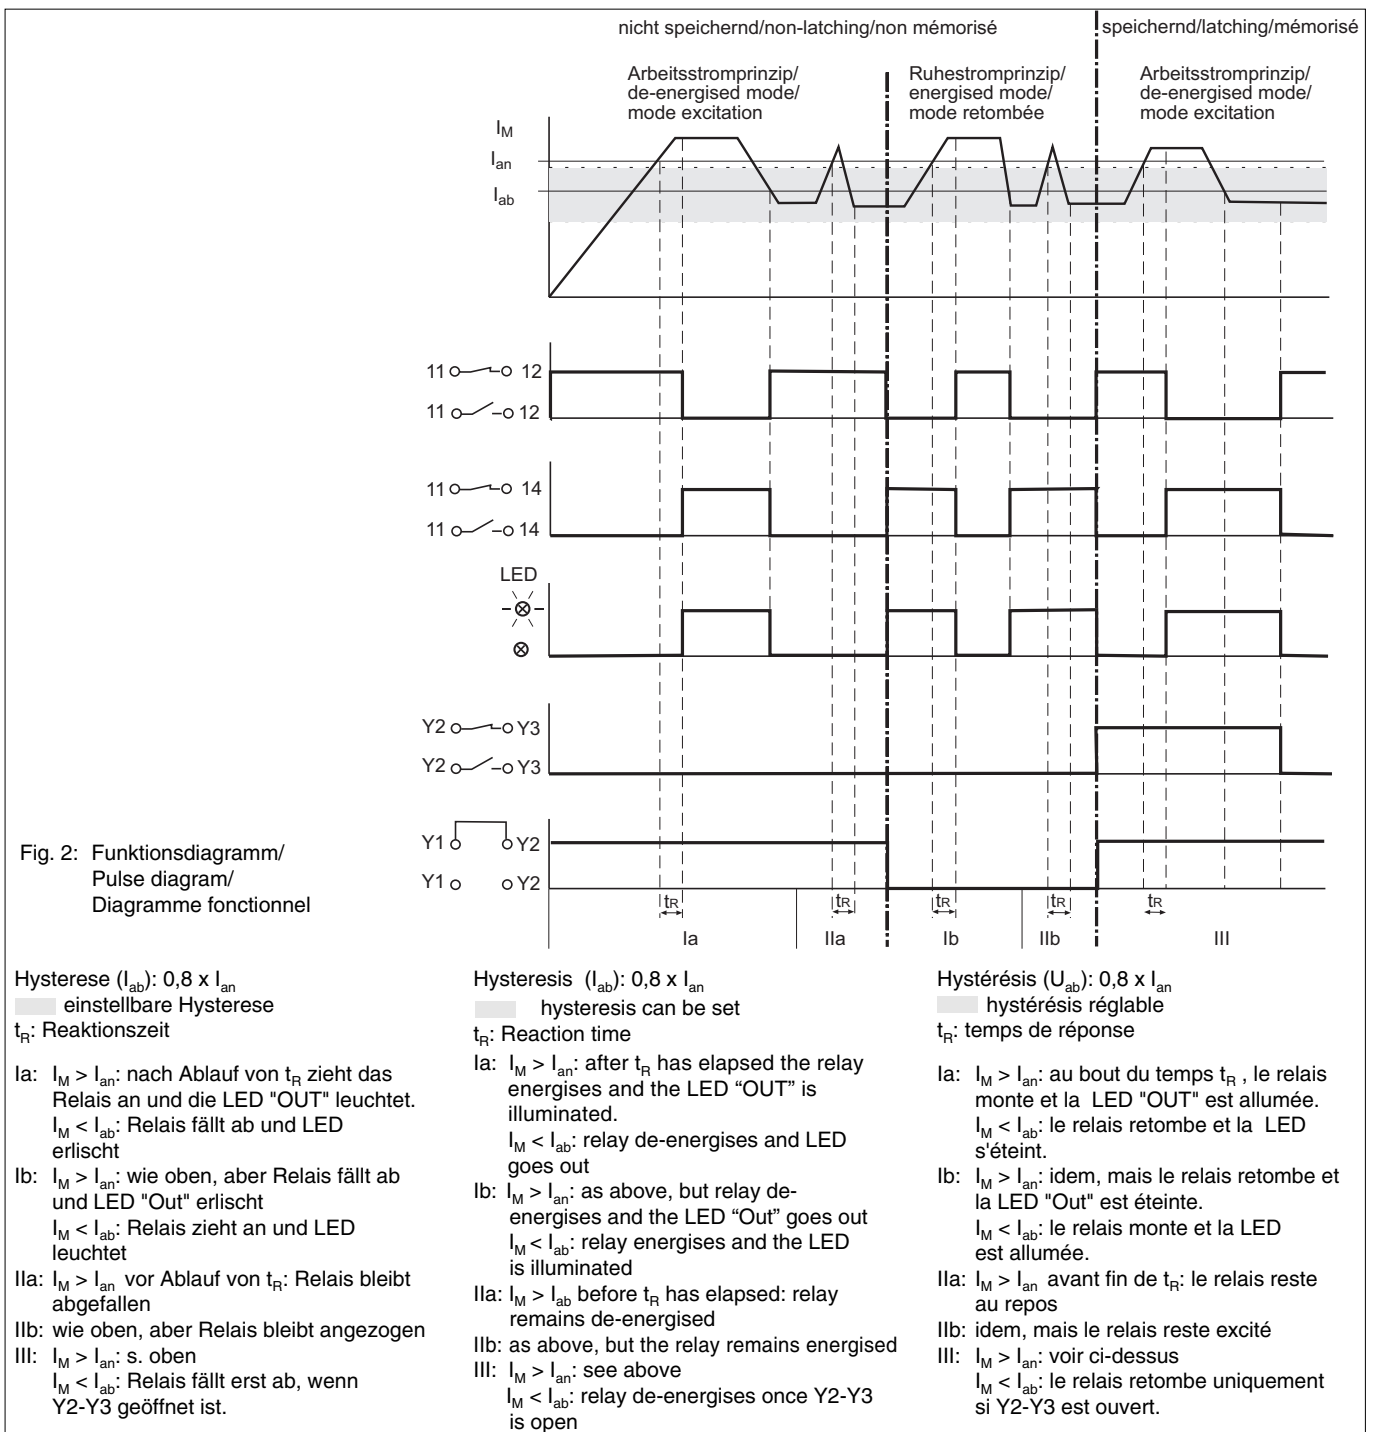 nicht speichernd/non-latching/non mémorisé
speichernd/latching/mémorisé
Arbeitsstromprinzip/
de-energised mode/
mode excitation
Ruhestromprinzip/
energised mode/
mode retombée
Arbeitsstromprinzip/
de-energised mode/
mode excitation
I_M
I_an
I_ab
11 12
11 12
11 14
11 14
LED
Y2 Y3
Y2 Y3
Y1 Y2
Y1 Y2
tR tR tR tR tR
Ia IIa Ib IIb III
Fig. 2: Funktionsdiagramm/
Pulse diagram/
Diagramme fonctionnel
Hysterese (I_ab): 0,8 x I_an
einstellbare Hysterese
t_R: Reaktionszeit
Ia: I_M > I_an: nach Ablauf von t_R zieht das
Relais an und die LED "OUT" leuchtet.
I_M < I_ab: Relais fällt ab und LED
erlischt
Ib: I_M > I_an: wie oben, aber Relais fällt ab
und LED "Out" erlischt
I_M < I_ab: Relais zieht an und LED
leuchtet
IIa: I_M > I_an vor Ablauf von t_R: Relais bleibt
abgefallen
IIb: wie oben, aber Relais bleibt angezogen
III: I_M > I_an: s. oben
I_M < I_ab: Relais fällt erst ab, wenn
Y2-Y3 geöffnet ist.
Hysteresis (I_ab): 0,8 x I_an
hysteresis can be set
t_R: Reaction time
Ia: I_M > I_an: after t_R has elapsed the relay
energises and the LED “OUT” is
illuminated.
I_M < I_ab: relay de-energises and LED
goes out
Ib: I_M > I_an: as above, but relay de-
energises and the LED “Out” goes out
I_M < I_ab: relay energises and the LED
is illuminated
IIa: I_M > I_ab before t_R has elapsed: relay
remains de-energised
IIb: as above, but the relay remains energised
III: I_M > I_an: see above
I_M < I_ab: relay de-energises once Y2-Y3
is open
Hystérésis (U_ab): 0,8 x I_an
hystérésis réglable
t_R: temps de réponse
Ia: I_M > I_an: au bout du temps t_R , le relais
monte et la LED "OUT" est allumée.
I_M < I_ab: le relais retombe et la LED
s'éteint.
Ib: I_M > I_an: idem, mais le relais retombe et
la LED "Out" est éteinte.
I_M < I_ab: le relais monte et la LED
est allumée.
IIa: I_M > I_an avant fin de t_R: le relais reste
au repos
IIb: idem, mais le relais reste excité
III: I_M > I_an: voir ci-dessus
I_M < I_ab: le relais retombe uniquement
si Y2-Y3 est ouvert.